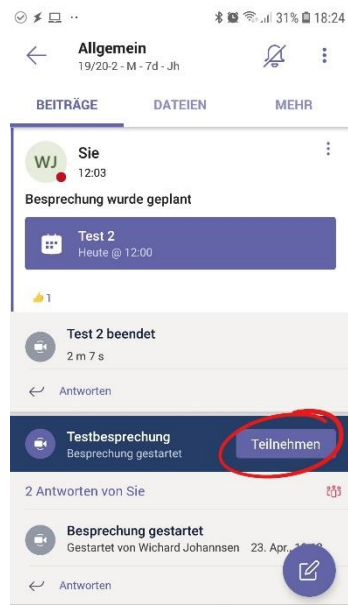 31% 18:24
Allgemein
19/20-2 - M - 7d - Jh
BEITRÄGE DATEIEN MEHR
WJ Sie
12:03
Besprechung wurde geplant
Test 2
Heute @ 12:00
1
Test 2 beendet
2 m 7 s
Antworten
Testbesprechung
Besprechung gestartet
Teilnehmen
2 Antworten von Sie
Besprechung gestartet
Gestartet von Wichard Johannsen 23. Apr.,
Antworten